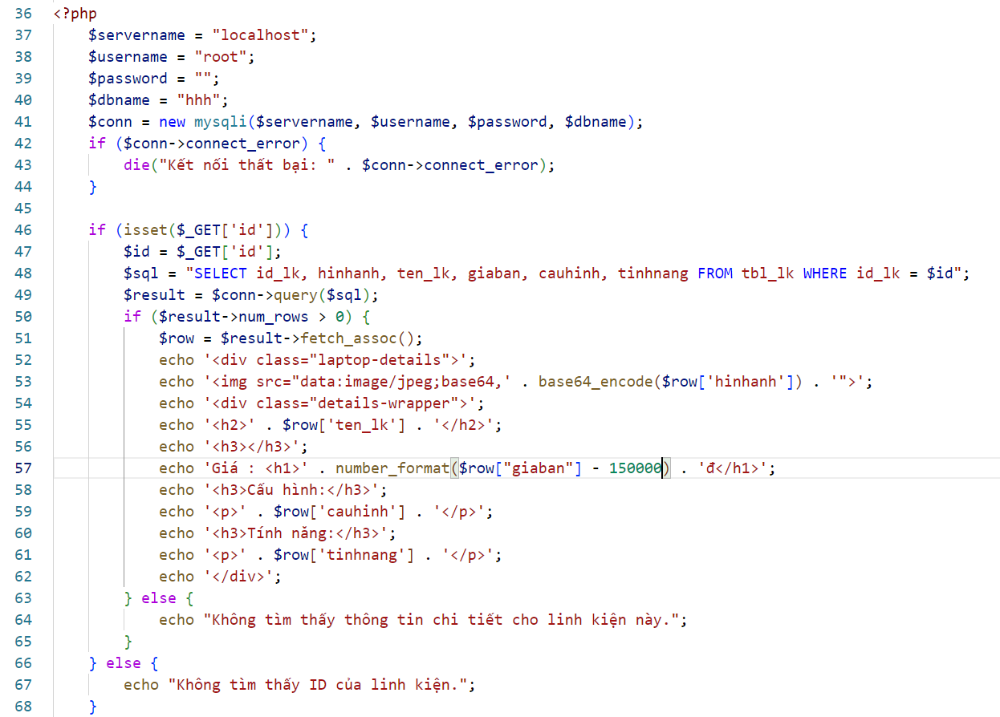 36 <?php
37     $servername = "localhost";
38     $username = "root";
39     $password = "";
40     $dbname = "hhh";
41     $conn = new mysqli($servername, $username, $password, $dbname);
42     if ($conn->connect_error) {
43         die("Kết nối thất bại: " . $conn->connect_error);
44     }
45
46     if (isset($_GET['id'])) {
47         $id = $_GET['id'];
48         $sql = "SELECT id_lk, hinhanh, ten_lk, giaban, cauhinh, tinhnang FROM tbl_lk WHERE id_lk = $id";
49         $result = $conn->query($sql);
50         if ($result->num_rows > 0) {
51             $row = $result->fetch_assoc();
52             echo '<div class="laptop-details">';
53             echo '<img src="data:image/jpeg;base64,' . base64_encode($row['hinhanh']) . '">';
54             echo '<div class="details-wrapper">';
55             echo '<h2>' . $row['ten_lk'] . '</h2>';
56             echo '<h3></h3>';
57             echo 'Giá : <h1>' . number_format($row["giaban"] - 150000) . 'đ</h1>';
58             echo '<h3>Cấu hình:</h3>';
59             echo '<p>' . $row['cauhinh'] . '</p>';
60             echo '<h3>Tính năng:</h3>';
61             echo '<p>' . $row['tinhnang'] . '</p>';
62             echo '</div>';
63         } else {
64             echo "Không tìm thấy thông tin chi tiết cho linh kiện này.";
65         }
66     } else {
67         echo "Không tìm thấy ID của linh kiện.";
68     }